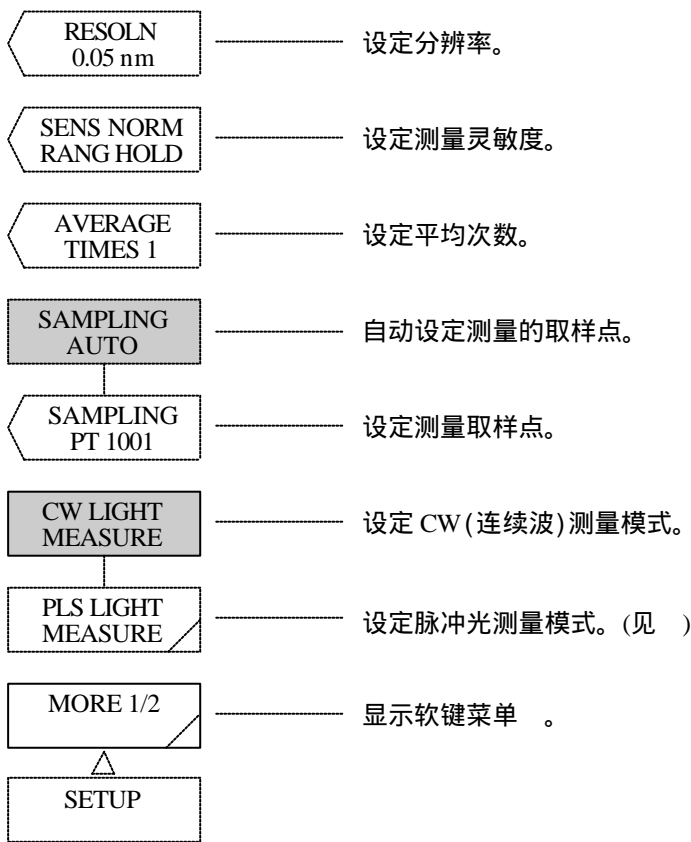 RESOLN
0.05 nm
设定分辨率。
SENS NORM
RANG HOLD
设定测量灵敏度。
AVERAGE
TIMES 1
设定平均次数。
SAMPLING
AUTO
自动设定测量的取样点。
SAMPLING
PT 1001
设定测量取样点。
CW LIGHT
MEASURE
设定 CW(连续波)测量模式。
PLS LIGHT
MEASURE
设定脉冲光测量模式。(见 )
MORE 1/2
显示软键菜单 。
SETUP